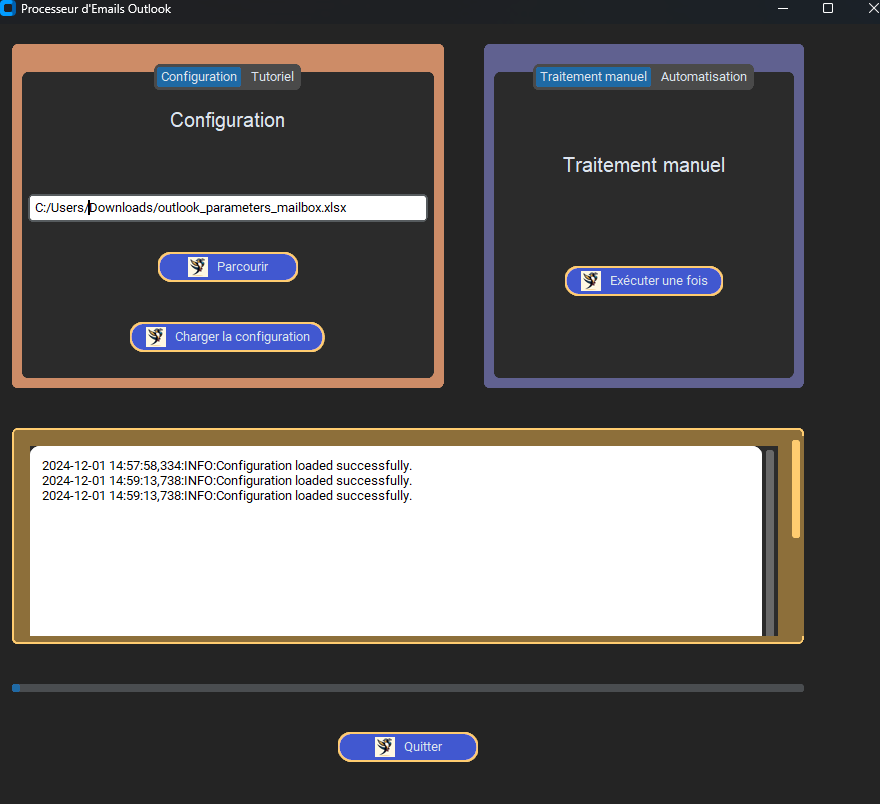 Processeur d'Emails Outlook
Configuration Tutoriel
Configuration
C:/Users/Downloads/outlook_parameters_mailbox.xlsx
Parcourir
Charger la configuration
Traitement manuel Automatisation
Traitement manuel
Exécuter une fois
2024-12-01 14:57:58,334:INFO:Configuration loaded successfully.
2024-12-01 14:59:13,738:INFO:Configuration loaded successfully.
2024-12-01 14:59:13,738:INFO:Configuration loaded successfully.
Quitter